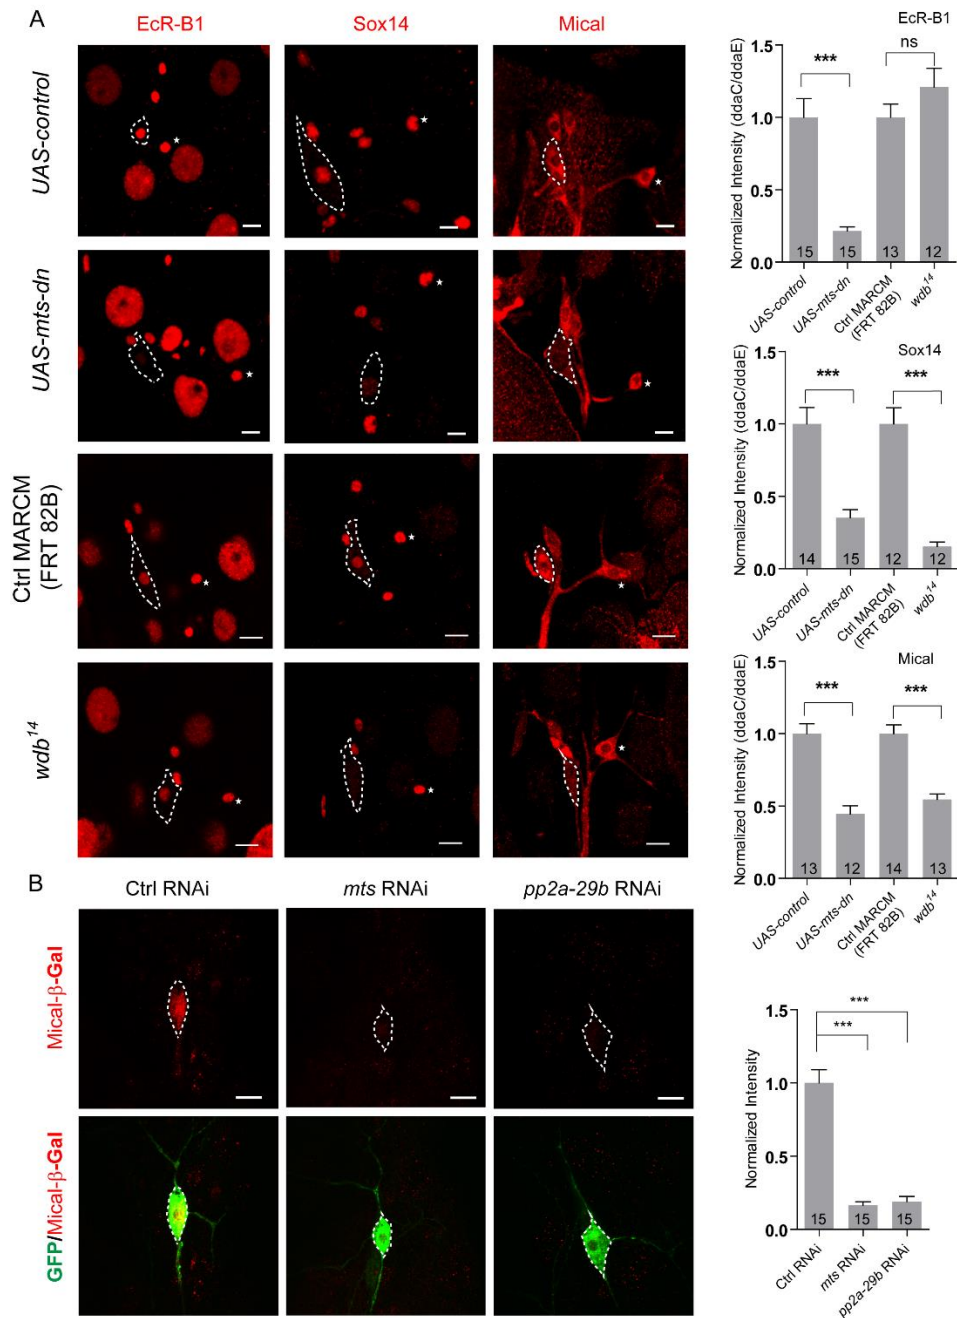 A
EcR-B1
Sox14
Mical
UAS-control
UAS-mts-dn
Ctrl MARCM
(FRT 82B)
wdb14
EcR-B1
Normalized Intensity (ddaC/ddaE)
1.5
1.0
0.5
0.0
***
ns
15
15
13
12
UAS-control
UAS-mts-dn
Ctrl MARCM
(FRT 82B)
wdb14
Sox14
Normalized Intensity (ddaC/ddaE)
1.5
1.0
0.5
0.0
***
***
14
15
12
12
UAS-control
UAS-mts-dn
Ctrl MARCM
(FRT 82B)
wdb14
Mical
Normalized Intensity (ddaC/ddaE)
1.5
1.0
0.5
0.0
***
***
13
12
14
13
UAS-control
UAS-mts-dn
Ctrl MARCM
(FRT 82B)
wdb14
B
Ctrl RNAi
mts RNAi
pp2a-29b RNAi
Mical-β-Gal
GFP/Mical-β-Gal
Normalized Intensity
1.5
1.0
0.5
0.0
***
***
15
15
15
Ctrl RNAi
mts RNAi
pp2a-29b RNAi